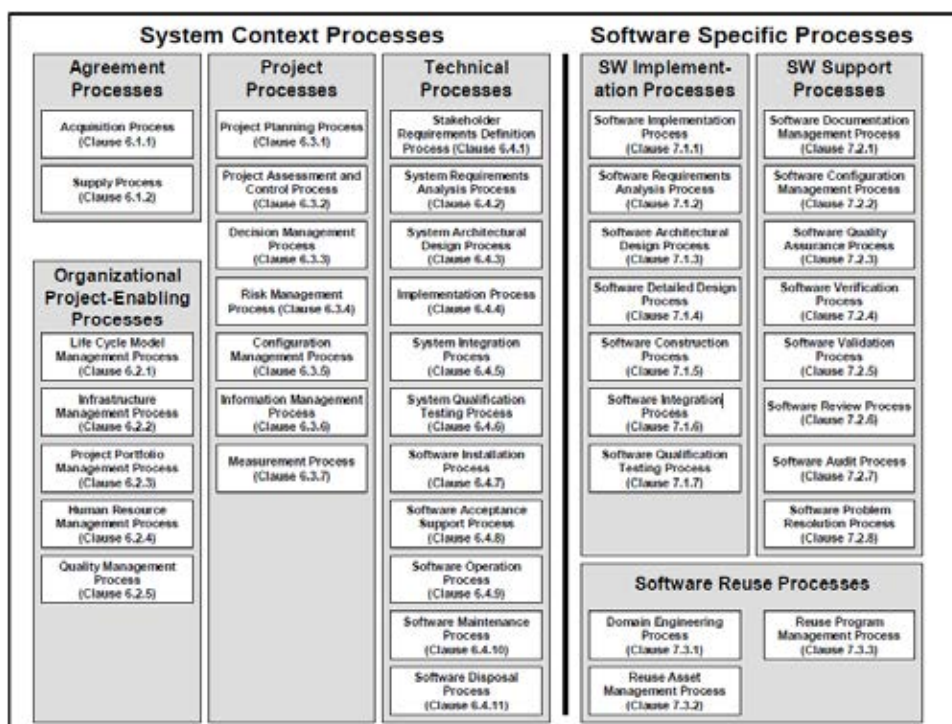 System Context Processes
Software Specific Processes
Agreement
Processes
Acquisition Process
(Clause 6.1.1)
Supply Process
(Clause 6.1.2)
Organizational
Project-Enabling
Processes
Life Cycle Model
Management Process
(Clause 6.2.1)
Infrastructure
Management Process
(Clause 6.2.2)
Project Portfolio
Management Process
(Clause 6.2.3)
Human Resource
Management Process
(Clause 6.2.4)
Quality Management
Process
(Clause 6.2.5)
Project
Processes
Project Planning Process
(Clause 6.3.1)
Project Assessment and
Control Process
(Clause 6.3.2)
Decision Management
Process
(Clause 6.3.3)
Risk Management
Process (Clause 6.3.4)
Configuration
Management Process
(Clause 6.3.5)
Information Management
Process
(Clause 6.3.6)
Measurement Process
(Clause 6.3.7)
Technical
Processes
Stakeholder
Requirements Definition
Process (Clause 6.4.1)
System Requirements
Analysis Process
(Clause 6.4.2)
System Architectural
Design Process
(Clause 6.4.3)
Implementation Process
(Clause 6.4.4)
System Integration
Process
(Clause 6.4.5)
System Qualification
Testing Process
(Clause 6.4.6)
Software Installation
Process
(Clause 6.4.7)
Software Acceptance
Support Process
(Clause 6.4.8)
Software Operation
Process
(Clause 6.4.9)
Software Maintenance
Process
(Clause 6.4.10)
Software Disposal
Process
(Clause 6.4.11)
SW Implement-
ation Processes
Software Implementation
Process
(Clause 7.1.1)
Software Requirements
Analysis Process
(Clause 7.1.2)
Software Architectural
Design Process
(Clause 7.1.3)
Software Detailed Design
Process
(Clause 7.1.4)
Software Construction
Process
(Clause 7.1.5)
Software Integration
Process
(Clause 7.1.6)
Software Qualification
Testing Process
(Clause 7.1.7)
SW Support
Processes
Software Documentation
Management Process
(Clause 7.2.1)
Software Configuration
Management Process
(Clause 7.2.2)
Software Quality
Assurance Process
(Clause 7.2.3)
Software Verification
Process
(Clause 7.2.4)
Software Validation
Process
(Clause 7.2.5)
Software Review Process
(Clause 7.2.6)
Software Audit Process
(Clause 7.2.7)
Software Problem
Resolution Process
(Clause 7.2.8)
Software Reuse Processes
Domain Engineering
Process
(Clause 7.3.1)
Reuse Asset
Management Process
(Clause 7.3.2)
Reuse Program
Management Process
(Clause 7.3.3)